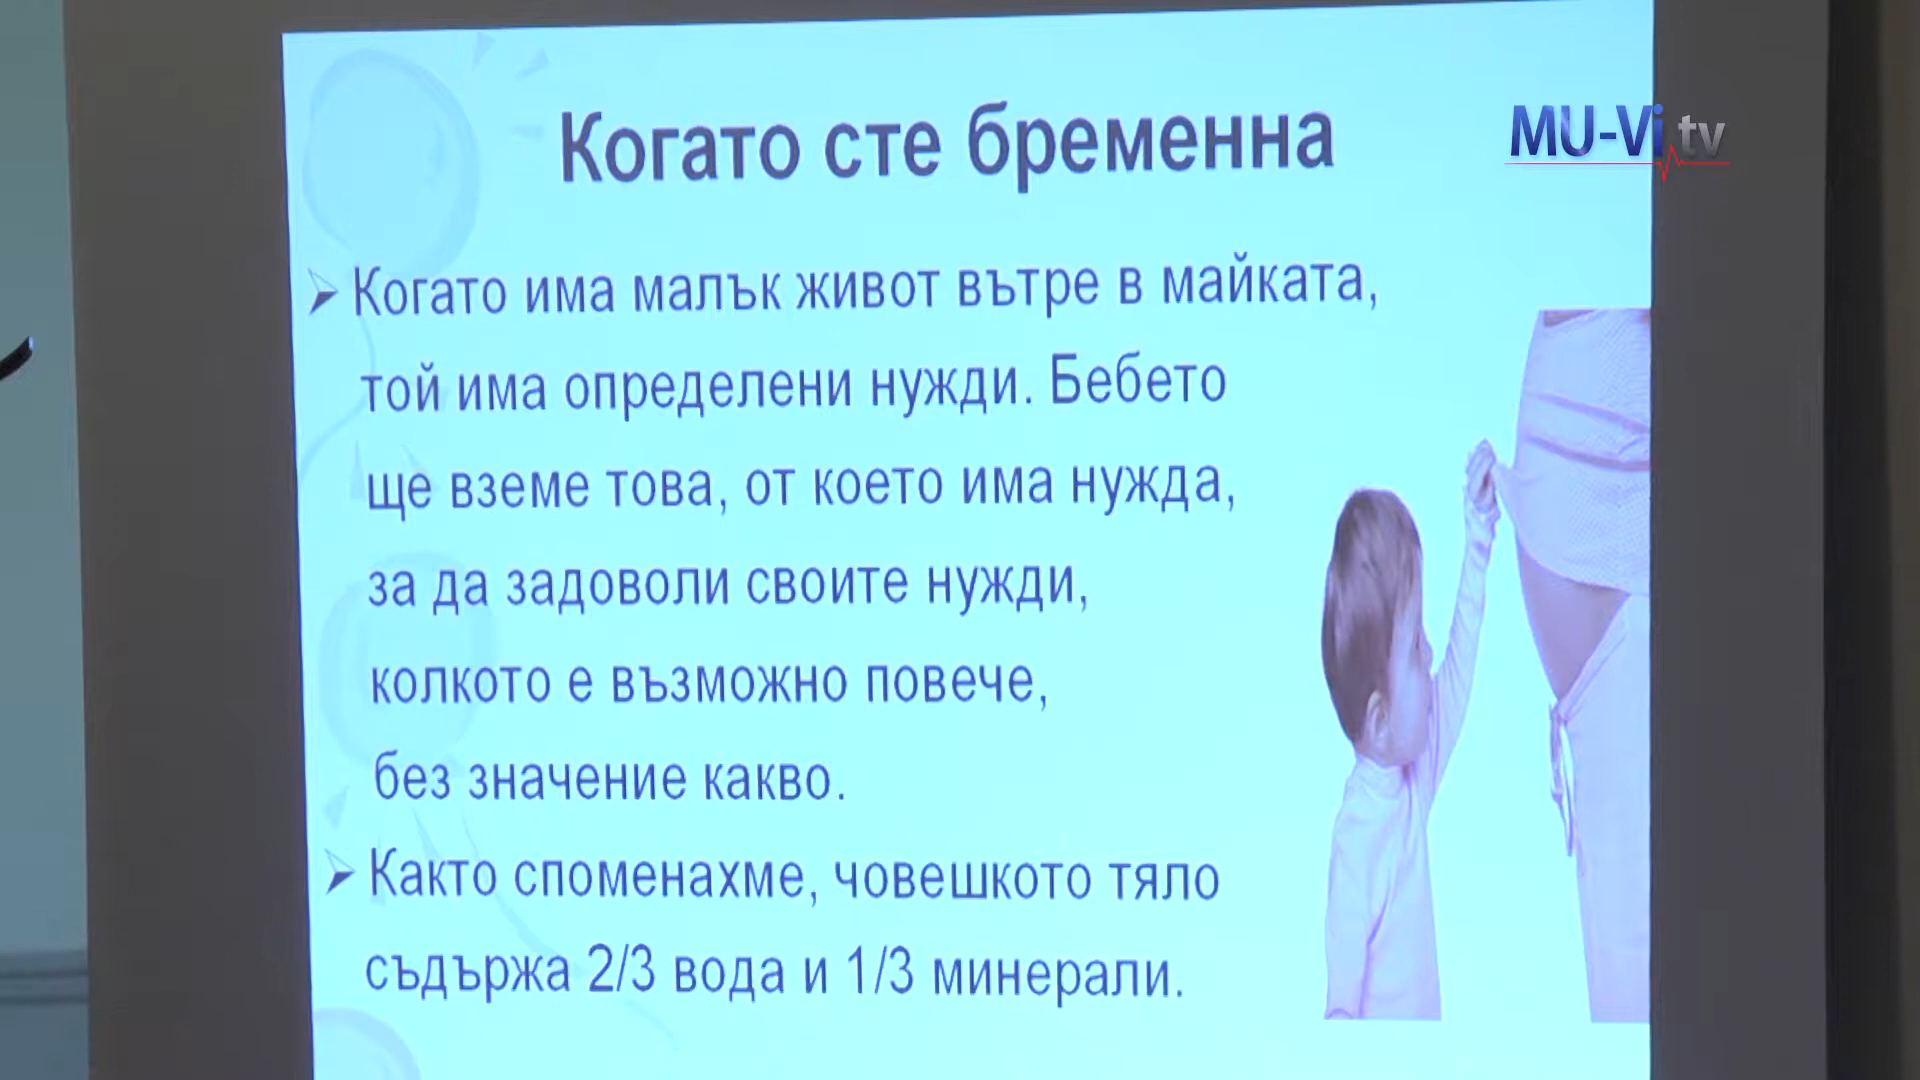 Когато сте бременна
MU-Vi.tv
➢ Когато има малък живот вътре в майката,
той има определени нужди. Бебето
ще вземе това, от което има нужда,
за да задоволи своите нужди,
колкото е възможно повече,
без значение какво.
➢ Както споменахме, човешкото тяло
съдържа 2/3 вода и 1/3 минерали.